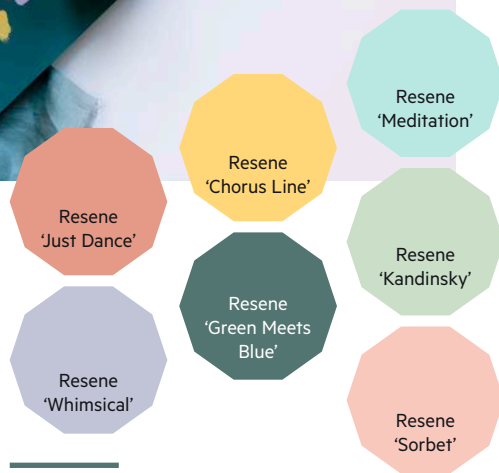 Resene
‘Meditation’
Resene
‘Chorus Line’
Resene
‘Just Dance’
Resene
‘Kandinsky’
Resene
‘Green Meets
Blue’
Resene
‘Whimsical’
Resene
‘Sorbet’